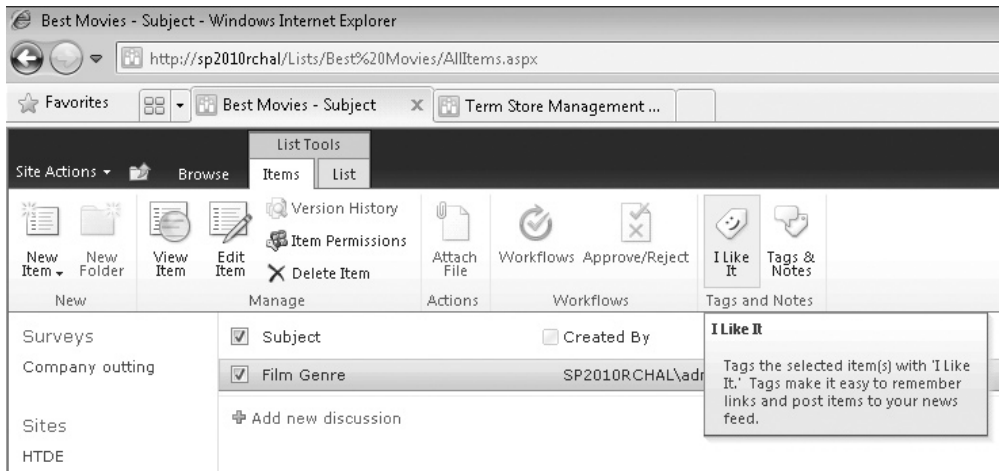 Best Movies - Subject - Windows Internet Explorer
http://sp2010rchal/Lists/Best%20Movies/AllItems.aspx
Favorites
Best Movies - Subject
Term Store Management ...
List Tools
Site Actions
Browse
Items
List
New Item
New Folder
View Item
Edit Item
Version History
Item Permissions
Delete Item
Attach File
Workflows
Approve/Reject
I Like It
Tags & Notes
New
Manage
Actions
Workflows
Tags and Notes
Surveys
Company outting
Sites
HTDE
Subject
Created By
Film Genre
SP2010RCHAL\adm
Add new discussion
I Like It
Tags the selected item(s) with 'I Like
It.' Tags make it easy to remember
links and post items to your news
feed.